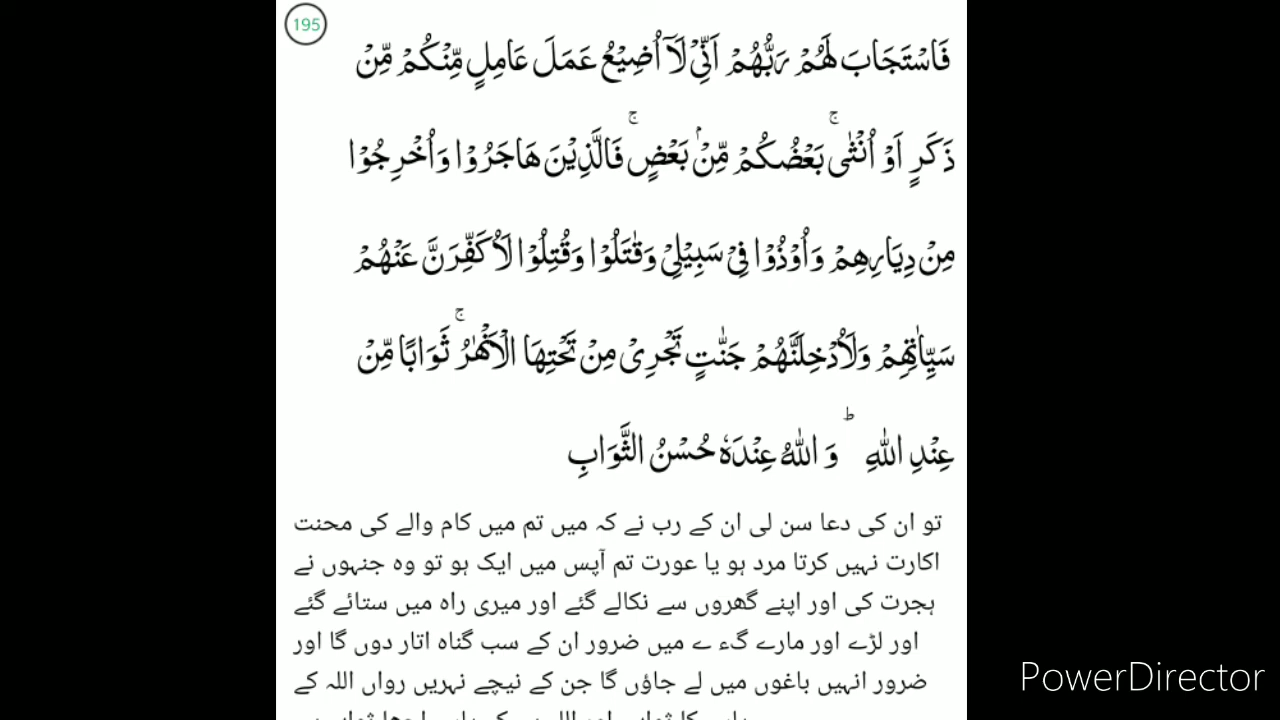 195
فَاسْتَجَابَ لَهُمْ رَبُّهُمْ اَنِّیْ لَاۤ اُضِیْعُ عَمَلَ عَامِلٍ مِّنْكُمْ مِّنْ
ذَكَرٍ اَوْ اُنْثٰىۚ بَعْضُكُمْ مِّنْۢ بَعْضٍۚ فَالَّذِیْنَ هَاجَرُوْا وَاُخْرِجُوْا
مِنْ دِیَارِهِمْ وَاُوْذُوْا فِیْ سَبِیْلِیْ وَقٰتَلُوْا وَقُتِلُوْا لَاُكَفِّرَنَّ عَنْهُمْ
سَیِّاٰتِهِمْ وَلَاُدْخِلَنَّهُمْ جَنّٰتٍ تَجْرِیْ مِنْ تَحْتِهَا الْاَنْهٰرُۚ ثَوَابًا مِّنْ
عِنْدِ اللّٰهِ ؕ وَ اللّٰهُ عِنْدَهٗ حُسْنُ الثَّوَابِ
تو ان کی دعا سن لی ان کے رب نے کہ میں تم میں کام والے کی محنت
اکارت نہیں کرتا مرد ہو یا عورت تم آپس میں ایک ہو تو وہ جنہوں نے
ہجرت کی اور اپنے گھروں سے نکالے گئے اور میری راہ میں ستائے گئے
اور لڑے اور مارے گۓ ے میں ضرور ان کے سب گناہ اتار دوں گا اور
ضرور انہیں باغوں میں لے جاؤں گا جن کے نیچے نہریں رواں اللہ کے
PowerDirector